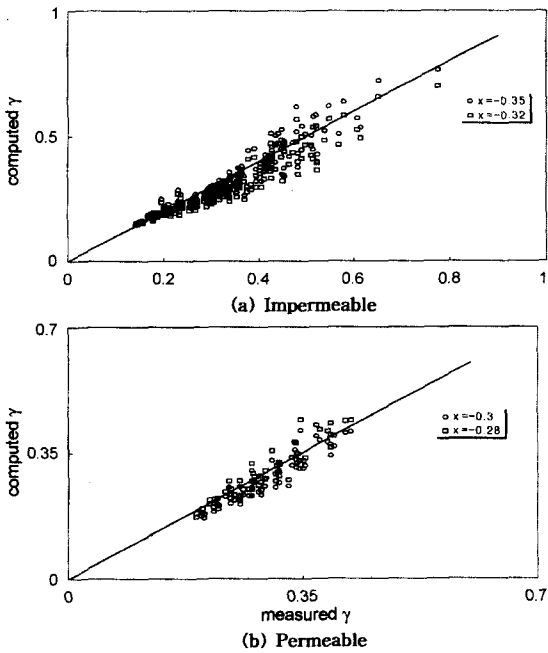 1
computed γ
0.5
x=-0.35
x=-0.32
0
0 0.2 0.4 0.6 0.8 1
(a) Impermeable
0.7
computed γ
0.35
x=-0.3
x=-0.28
0
0 0.35 0.7
measured γ
(b) Permeable